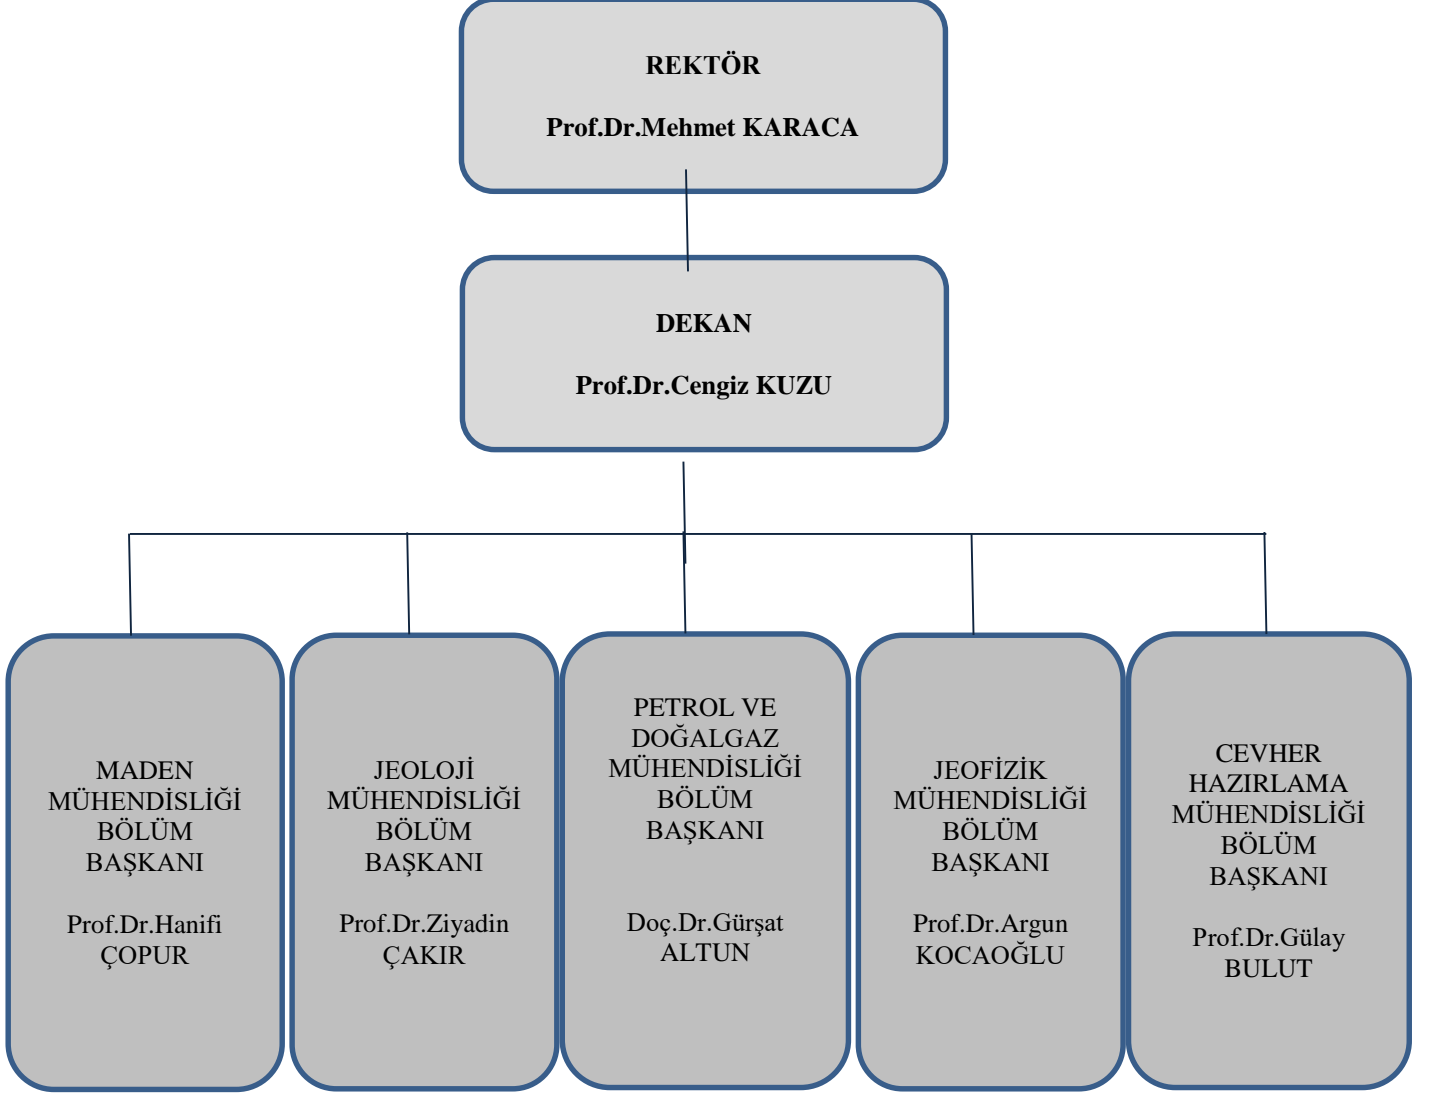 REKTÖR
Prof.Dr.Mehmet KARACA
DEKAN
Prof.Dr.Cengiz KUZU
MADEN
MÜHENDİSLİĞİ
BÖLÜM
BAŞKANI
Prof.Dr.Hanifi
ÇOPUR
JEOLOJİ
MÜHENDİSLİĞİ
BÖLÜM
BAŞKANI
Prof.Dr.Ziyadin
ÇAKIR
PETROL VE
DOĞALGAZ
MÜHENDİSLİĞİ
BÖLÜM
BAŞKANI
Doç.Dr.Gürşat
ALTUN
JEOFİZİK
MÜHENDİSLİĞİ
BÖLÜM
BAŞKANI
Prof.Dr.Argun
KOCAOĞLU
CEVHER
HAZIRLAMA
MÜHENDİSLİĞİ
BÖLÜM
BAŞKANI
Prof.Dr.Gülay
BULUT